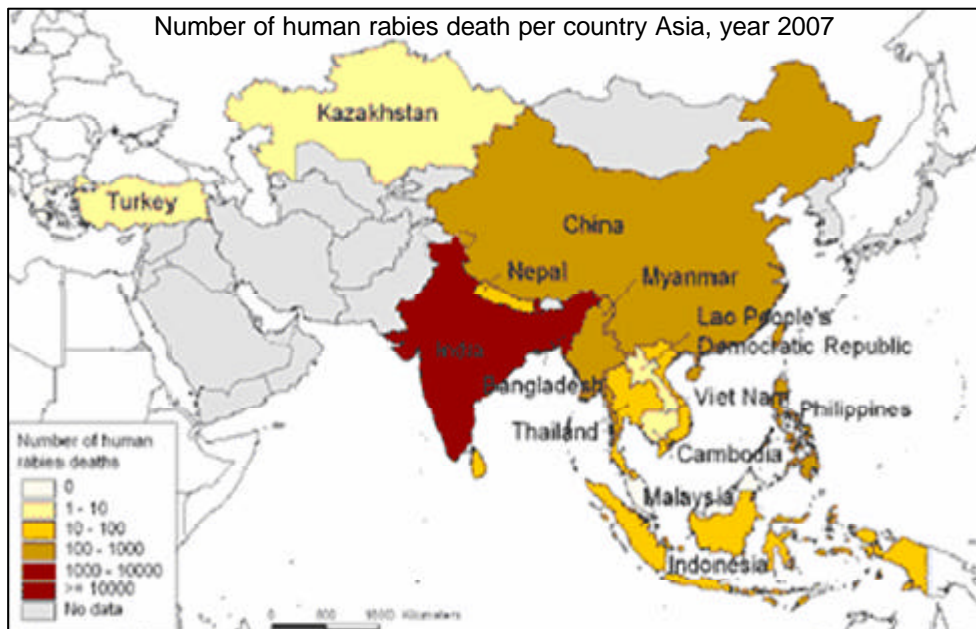 Number of human rabies death per country Asia, year 2007
Kazakhstan
Turkey
China
Nepal
Myanmar
India
Lao People's
Democratic Republic
Bangladesh
Viet Nam
Philippines
Thailand
Cambodia
Malaysia
Indonesia
Number of human
rabies deaths
0
1 - 10
10 - 100
100 - 1000
1000 - 10000
>= 10000
No data
0 800 1600 Kilometers